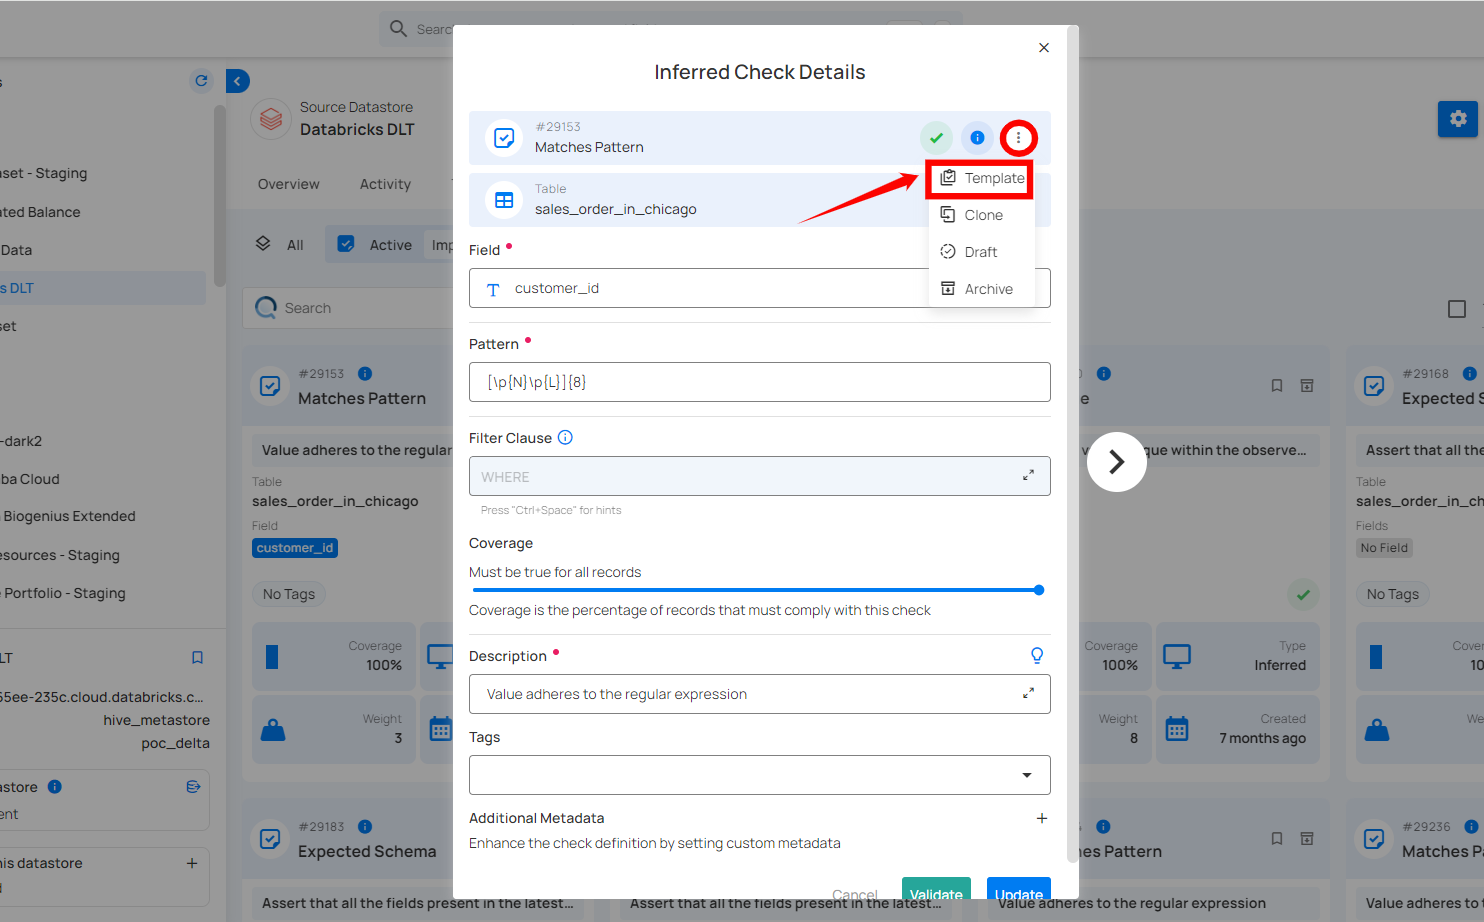 Searc
s
Source Datastore
Databricks DLT
set - Staging
Overview
Activity
ated Balance
Data
All
Active
Imp
s DLT
set
Search
-dark2
ba Cloud
Biogenius Extended
esources - Staging
Portfolio - Staging
LT
65ee-235c.cloud.databricks.c...
hive_metastore
poc_delta
atastore
ent
his datastore
d
#29153
Matches Pattern
Value adheres to the regular
Table
sales_order_in_chicago
Field
customer_id
No Tags
Coverage
100%
Weight
3
#29183
Expected Schema
Assert that all the fields present in the latest...
Inferred Check Details
#29153
Matches Pattern
Table
sales_order_in_chicago
Template
Clone
Draft
Archive
Field
customer_id
Pattern
[\p{N}\p{L}]{8}
Filter Clause
WHERE
Press "Ctrl+Space" for hints
Coverage
Must be true for all records
Coverage is the percentage of records that must comply with this check
Description
Value adheres to the regular expression
Tags
Additional Metadata
Enhance the check definition by setting custom metadata
Cancel
Validate
Update
Assert that all the fields present in the latest...
0
e
que within the observe...
Coverage
100%
Type
Inferred
Weight
8
Created
7 months ago
nes Pattern
Value adheres to the regular expression
#29168
Expected S
Assert that all the
Table
sales_order_in_ch
Fields
No Field
No Tags
Cover
10
We
#29236
Matches Pa
Value adheres to